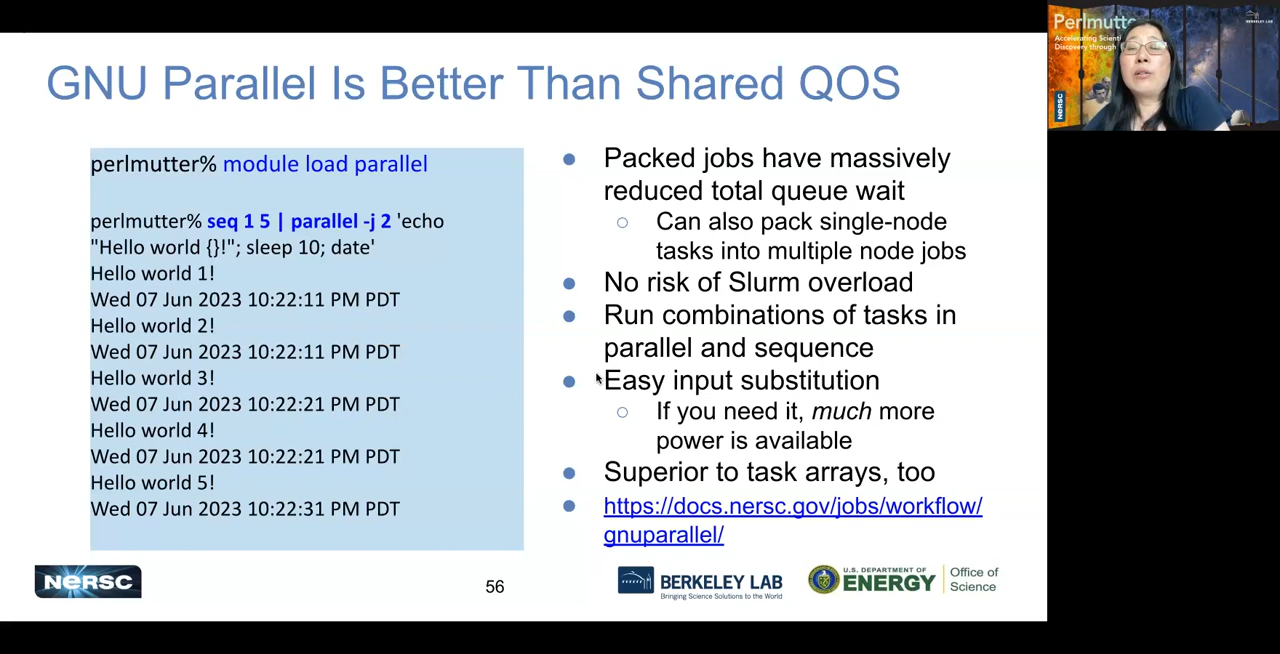 GNU Parallel Is Better Than Shared QOS
perlmutter% module load parallel
perlmutter% seq 1 5 | parallel -j 2 'echo
"Hello world {}!"; sleep 10; date'
Hello world 1!
Wed 07 Jun 2023 10:22:11 PM PDT
Hello world 2!
Wed 07 Jun 2023 10:22:11 PM PDT
Hello world 3!
Wed 07 Jun 2023 10:22:21 PM PDT
Hello world 4!
Wed 07 Jun 2023 10:22:21 PM PDT
Hello world 5!
Wed 07 Jun 2023 10:22:31 PM PDT
● Packed jobs have massively
reduced total queue wait
○ Can also pack single-node
tasks into multiple node jobs
● No risk of Slurm overload
● Run combinations of tasks in
parallel and sequence
● Easy input substitution
○ If you need it, much more
power is available
● Superior to task arrays, too
● https://docs.nersc.gov/jobs/workflow/
gnuparallel/
NERSC
56
BERKELEY LAB
Bringing Science Solutions to the World
U.S. DEPARTMENT OF
ENERGY
Office of
Science
Perlmutte
Accelerating Scienti
Discovery through
BERKELEY LAB
NERSC